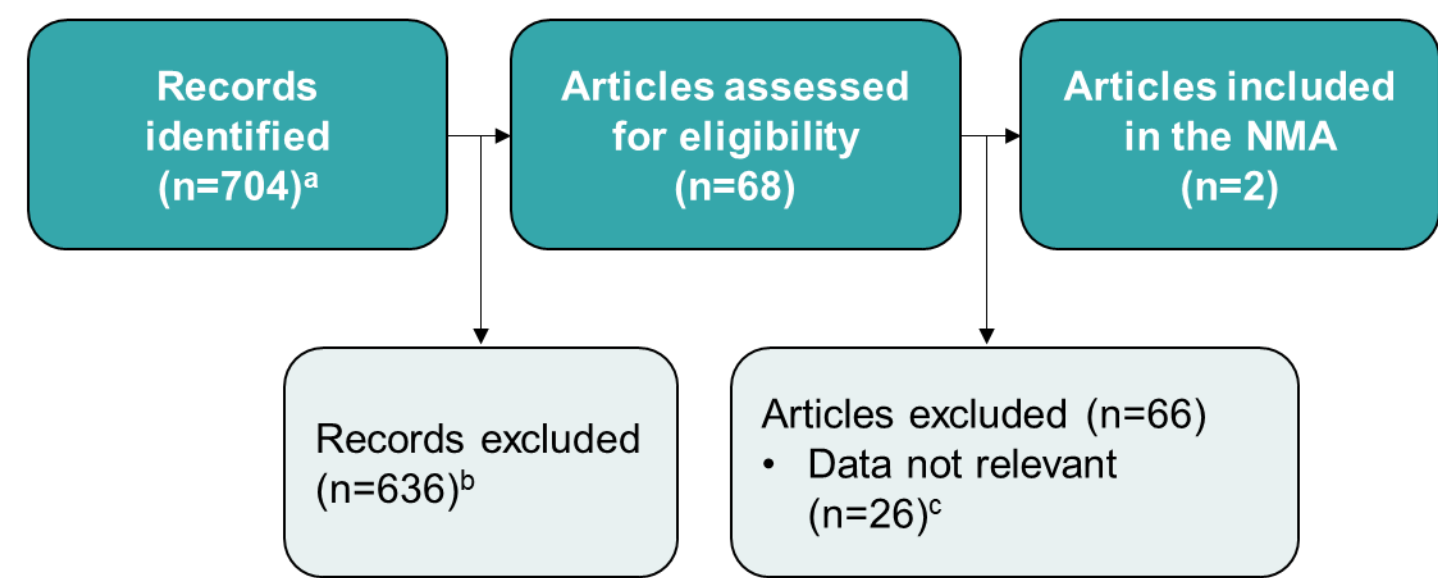 Records
identified
(n=704)ᵃ
Articles assessed
for eligibility
(n=68)
Articles included
in the NMA
(n=2)
Records excluded
(n=636)ᵇ
Articles excluded (n=66)
• Data not relevant
(n=26)ᶜ